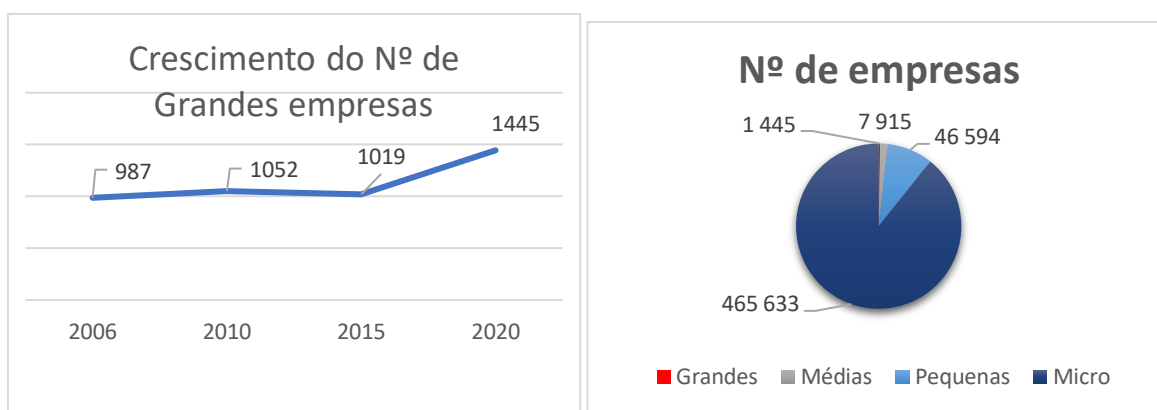 Crescimento do Nº de
Grandes empresas
987
1052
1019
1445
2006 2010 2015 2020
Nº de empresas
1 445
7 915
46 594
465 633
Grandes Médias Pequenas Micro